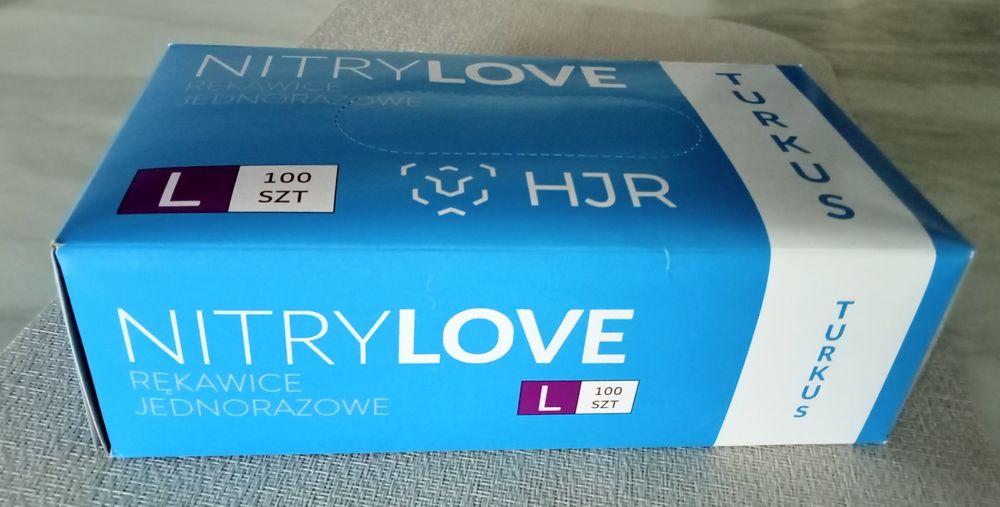 NITRYLOVE
RĘKAWICE
JEDNORAZOWE
L
100
SZT
HJR
TURKUS
NITRYLOVE
RĘKAWICE
JEDNORAZOWE
L
100
SZT
TURKUS